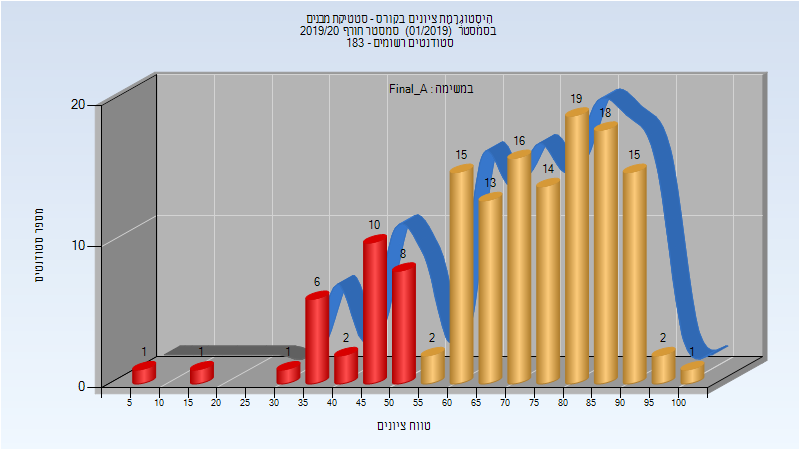 היסטוגרמת ציונים בקורס - סטטיקת מבנים
בסמסטר (01/2019) סמסטר חורף 2019/20
סטודנטים רשומים - 183
במשימה : Final_A
20
10
0
מספר סטודנטים
1 1 1 6 2 10 8 2 15 13 16 14 19 18 15 2 1
5 15 20 30 35 40 45 50 55 60 65 70 75 80 85 90 95 100
טווח ציונים